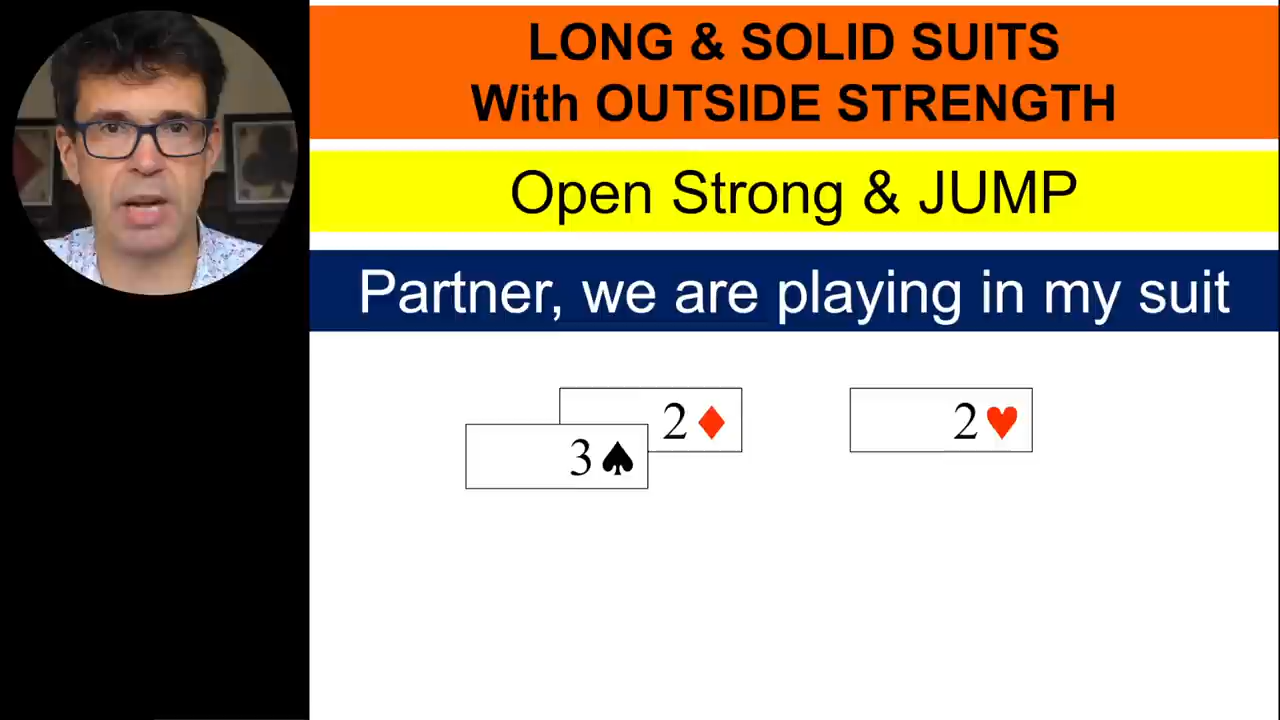 LONG & SOLID SUITS
With OUTSIDE STRENGTH
Open Strong & JUMP
Partner, we are playing in my suit
2♦ 2♥
3♠